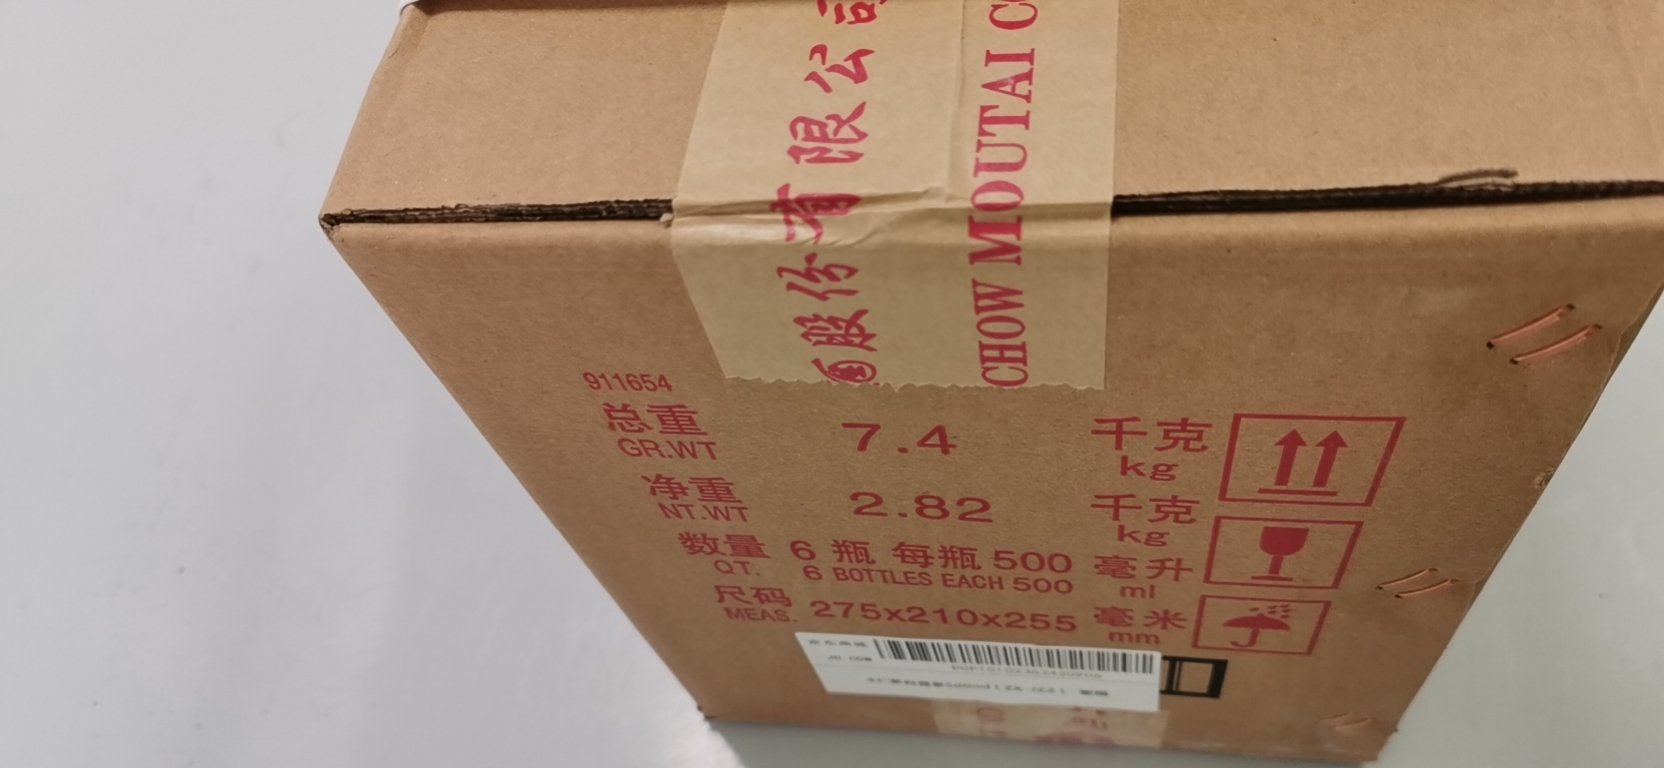 酒股份有限公司
CHOW MOUTAI C
911654
总重 7.4 千克
GR.WT kg
净重 2.82 千克
NT.WT kg
数量 6 瓶 每瓶 500 毫升
QT. 6 BOTTLES EACH 500 ml
尺码 275x210x255 毫米
MEAS. mm